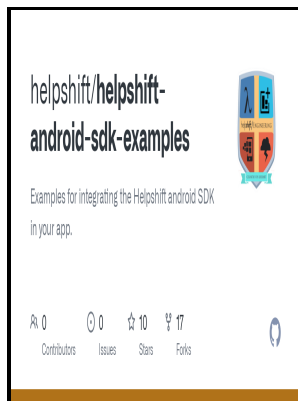 helpshift/helpshift-
android-sdk-examples
Examples for integrating the Helpshift android SDK
in your app.
0 0 10 17
Contributors Issues Stars Forks